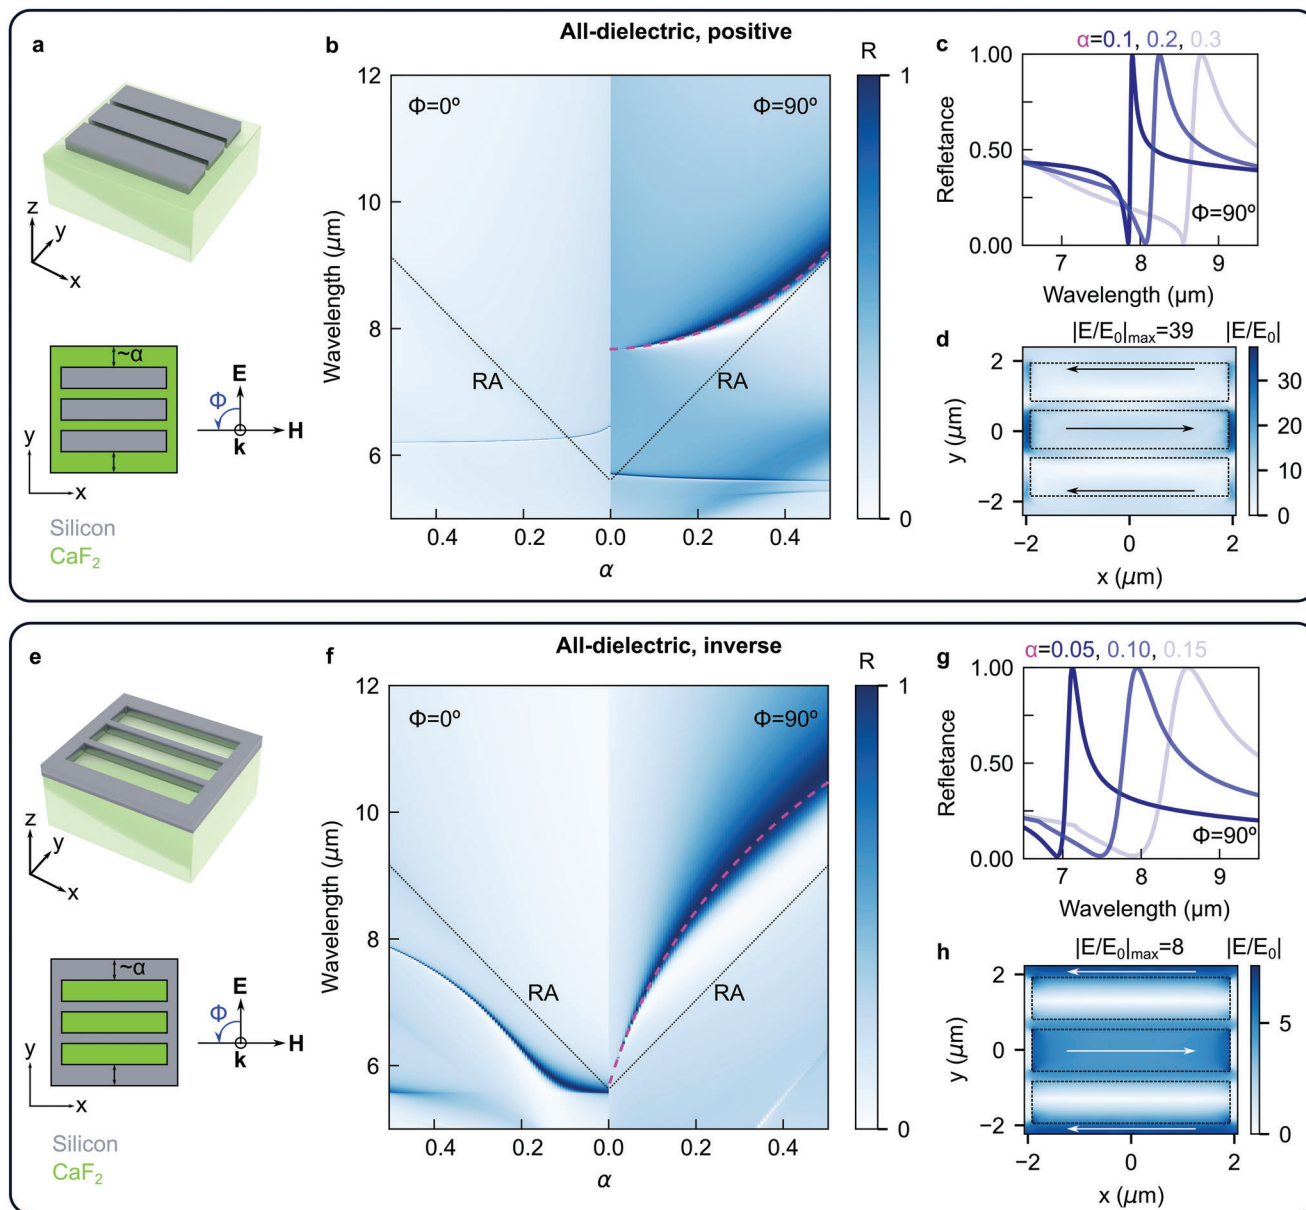 a
z
y
x
~α
Φ
E
H
k
y
x
Silicon
CaF₂
b
All-dielectric, positive
R
Φ=0º
Φ=90º
12
10
8
6
Wavelength (μm)
RA
RA
0.4
0.2
0.0
0.2
0.4
α
1
0
c
α=0.1, 0.2, 0.3
1.00
0.50
0.00
Refletance
Φ=90º
7
8
9
Wavelength (μm)
d
|E/E₀|max=39
|E/E₀|
2
0
−2
y (μm)
−2
0
2
x (μm)
30
20
10
0
e
z
y
x
~α
Φ
E
H
k
y
x
Silicon
CaF₂
f
All-dielectric, inverse
R
Φ=0º
Φ=90º
12
10
8
6
Wavelength (μm)
RA
RA
0.4
0.2
0.0
0.2
0.4
α
1
0
g
α=0.05, 0.10, 0.15
1.00
0.50
0.00
Refletance
Φ=90º
7
8
9
Wavelength (μm)
h
|E/E₀|max=8
|E/E₀|
2
0
−2
y (μm)
−2
0
2
x (μm)
5
0